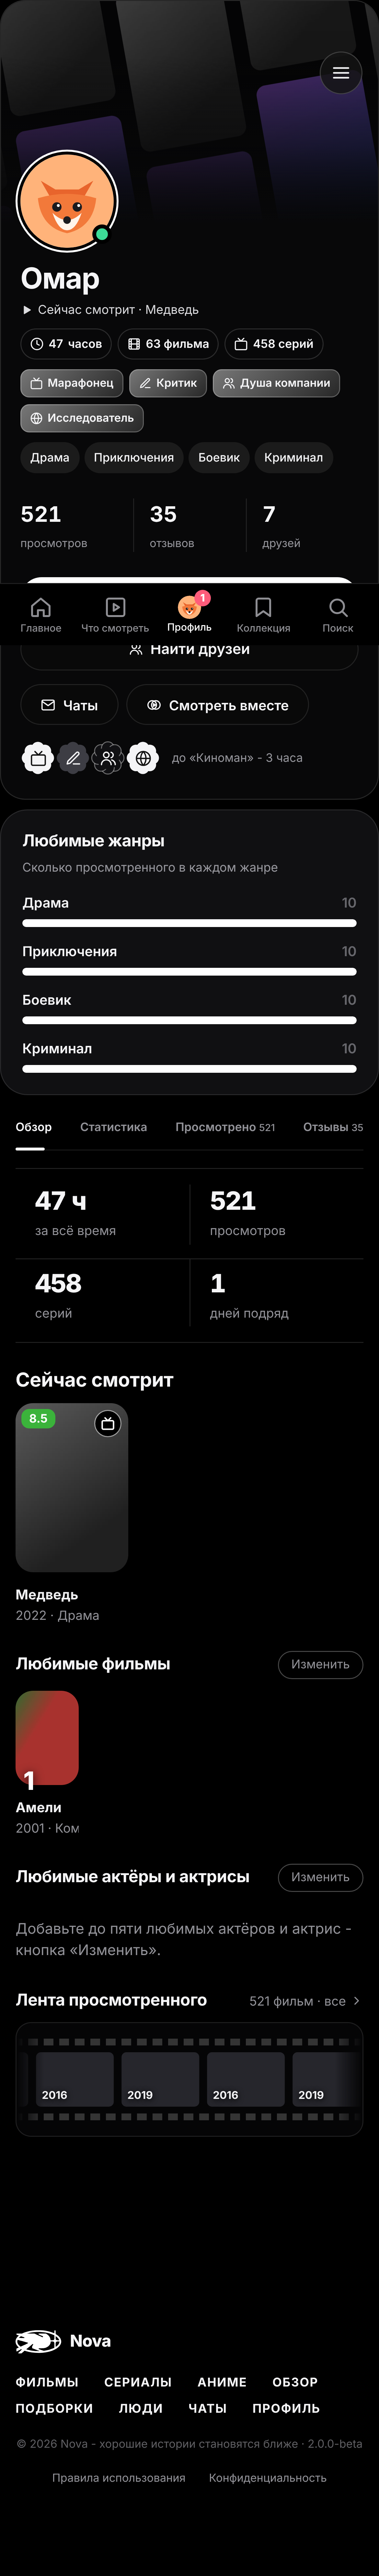 Омар
Сейчас смотрит · Медведь
47 часов
63 фильма
458 серий
Марафонец
Критик
Душа компании
Исследователь
Драма
Приключения
Боевик
Криминал
521
35
7
просмотров
отзывов
друзей
1
Главное
Что смотреть
Профиль
Коллекция
Поиск
Найти друзей
Чаты
Смотреть вместе
до «Киноман» - 3 часа
Любимые жанры
Сколько просмотренного в каждом жанре
Драма 10
Приключения 10
Боевик 10
Криминал 10
Обзор
Статистика
Просмотрено 521
Отзывы 35
47 ч
521
за всё время
просмотров
458
1
серий
дней подряд
Сейчас смотрит
8.5
Медведь
2022 · Драма
Любимые фильмы
Изменить
1
Амели
2001 · Ком
Любимые актёры и актрисы
Изменить
Добавьте до пяти любимых актёров и актрис -
кнопка «Изменить».
Лента просмотренного
521 фильм · все
2016
2019
2016
2019
Nova
ФИЛЬМЫ
СЕРИАЛЫ
АНИМЕ
ОБЗОР
ПОДБОРКИ
ЛЮДИ
ЧАТЫ
ПРОФИЛЬ
© 2026 Nova - хорошие истории становятся ближе · 2.0.0-beta
Правила использования
Конфиденциальность